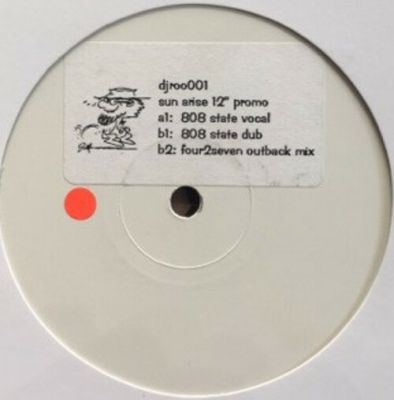 djroo001
sun arise 12" promo
a1: 808 state vocal
b1: 808 state dub
b2: four2seven outback mix